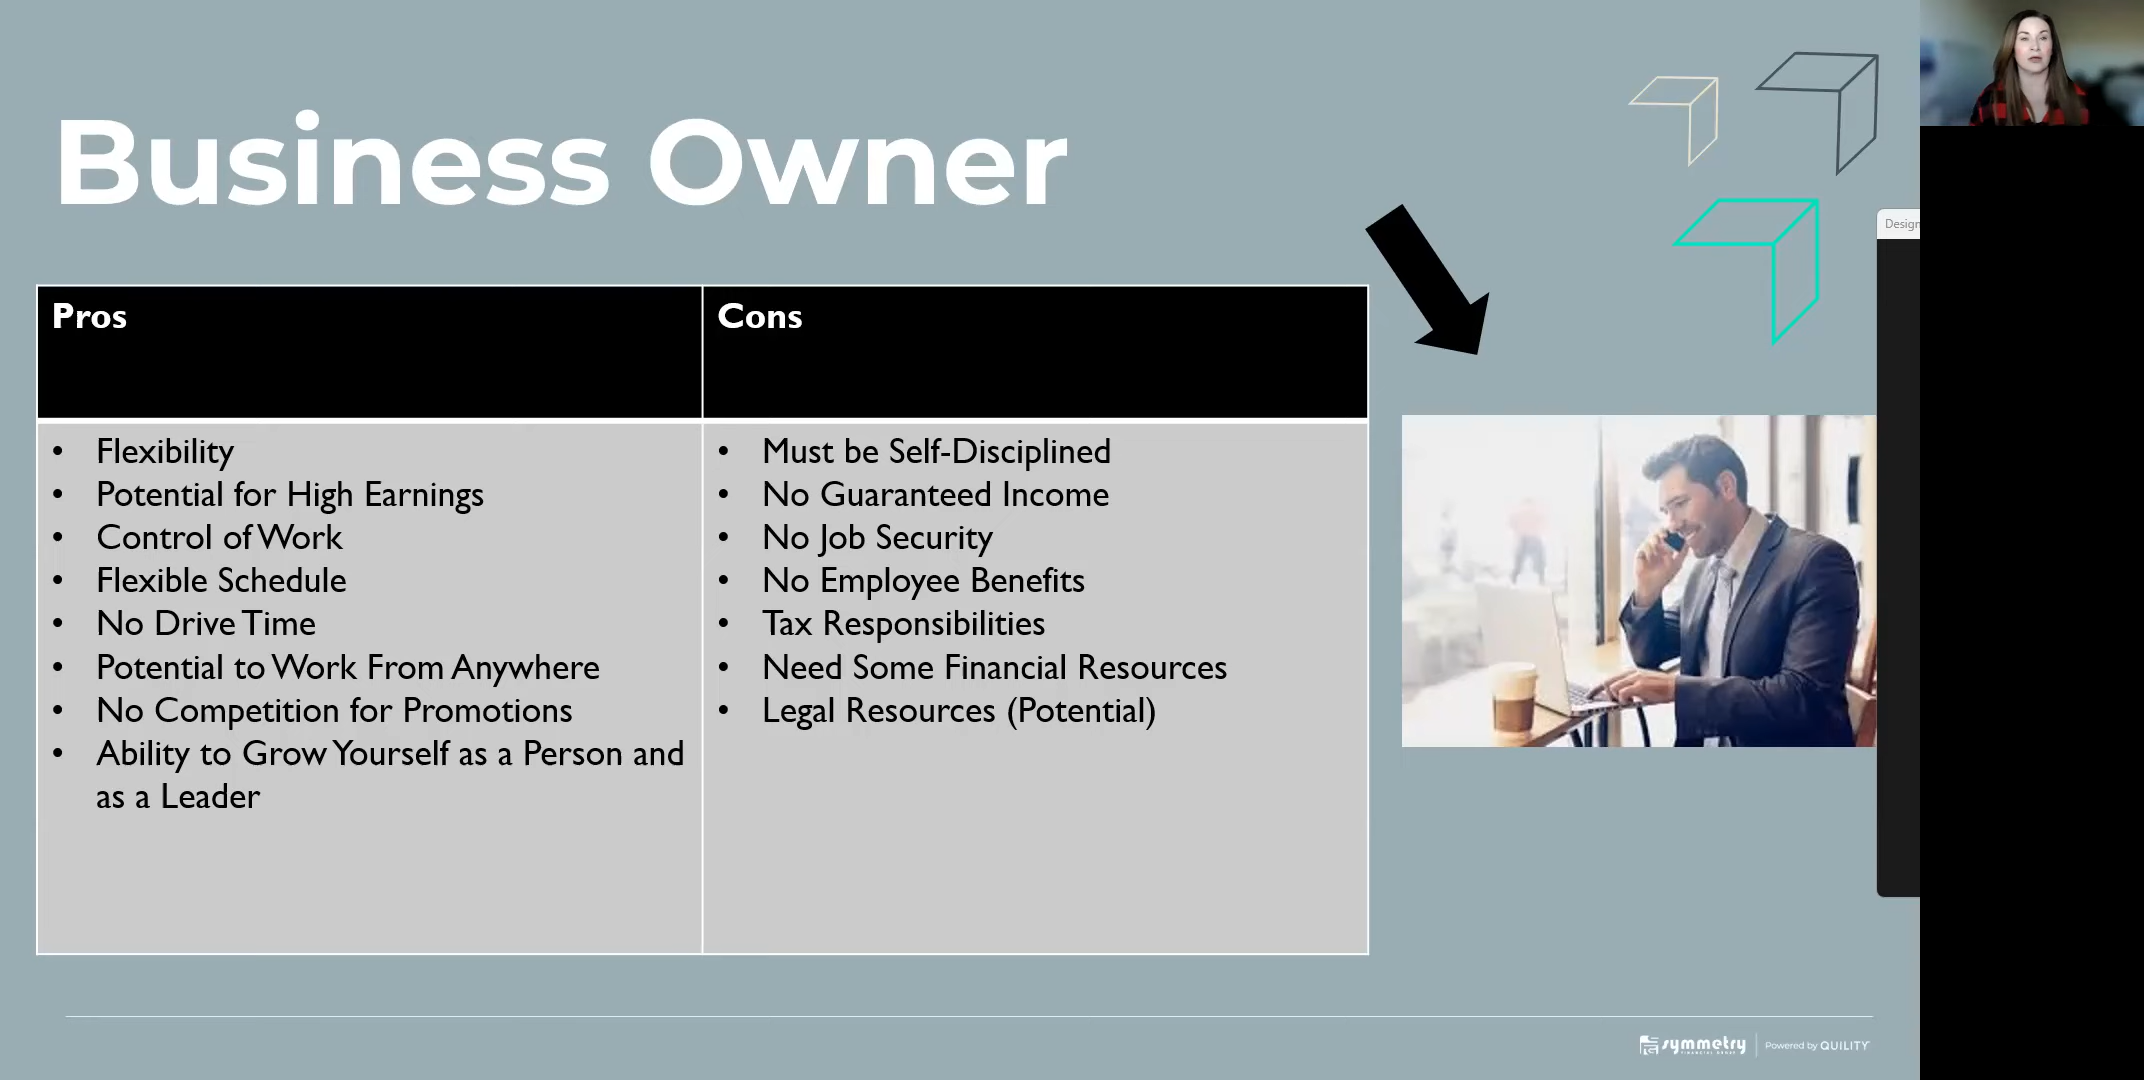 Business Owner
Design
Pros
Cons
• Flexibility
• Potential for High Earnings
• Control of Work
• Flexible Schedule
• No Drive Time
• Potential to Work From Anywhere
• No Competition for Promotions
• Ability to Grow Yourself as a Person and
as a Leader
• Must be Self-Disciplined
• No Guaranteed Income
• No Job Security
• No Employee Benefits
• Tax Responsibilities
• Need Some Financial Resources
• Legal Resources (Potential)
symmetry
FINANCIAL GROUP
Powered by QUILITY